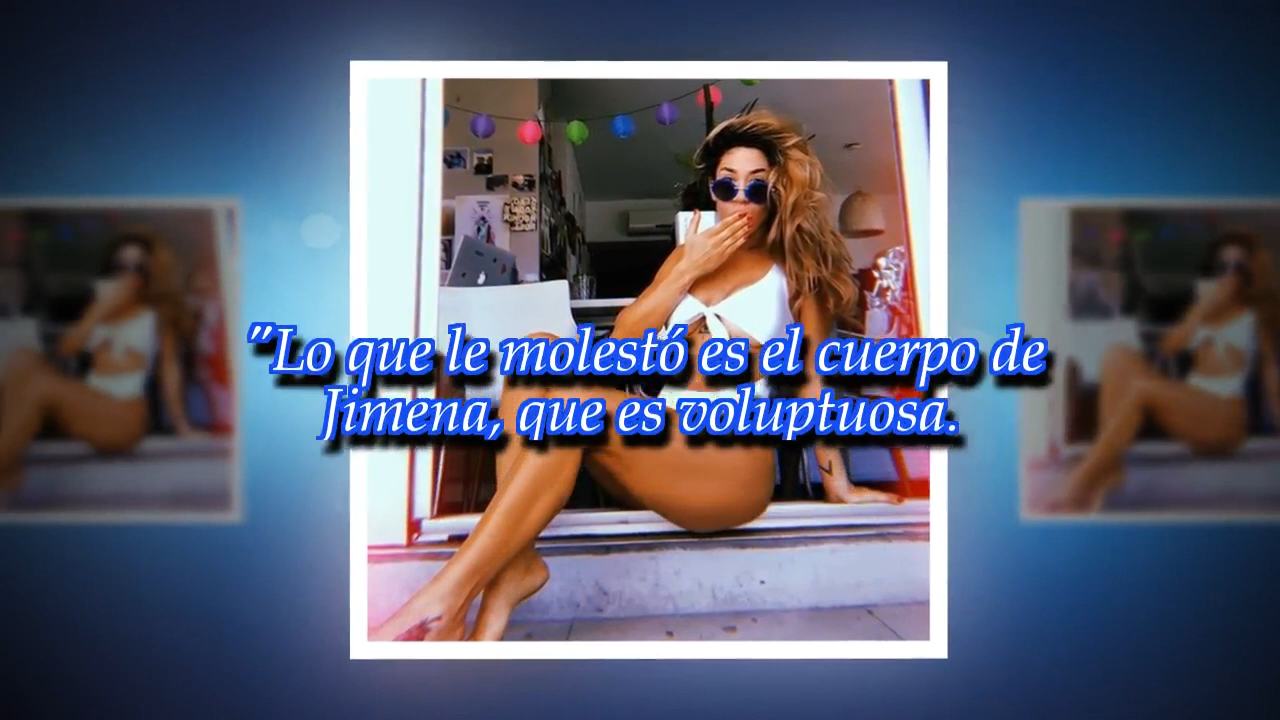 "Lo que le molestó es el cuerpo de
Jimena, que es voluptuosa.